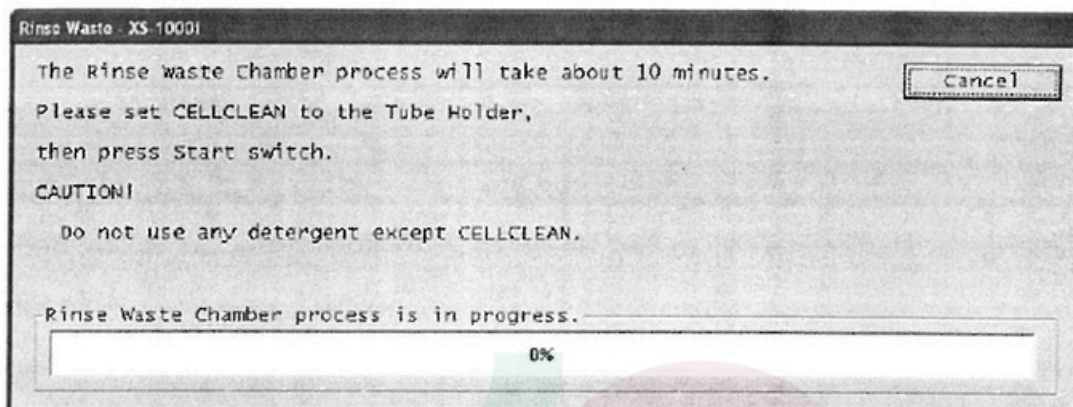 Rinse Waste - XS-1000i
The Rinse Waste Chamber process will take about 10 minutes.
Cancel
Please set CELLCLEAN to the Tube Holder,
then press Start switch.
CAUTION!
Do not use any detergent except CELLCLEAN.
Rinse Waste Chamber process is in progress.
0%